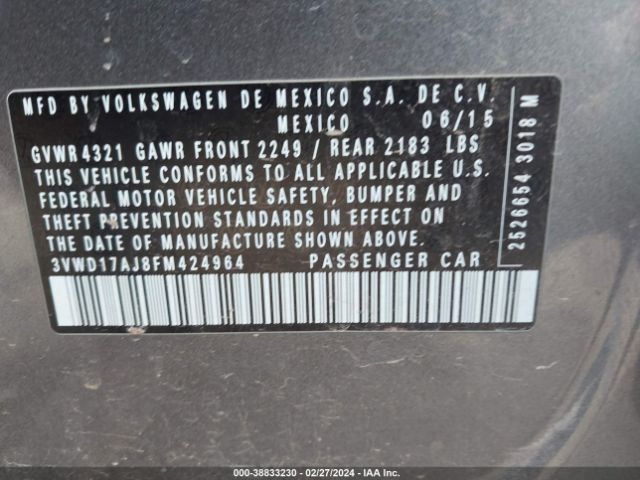 MFD BY VOLKSWAGEN DE MEXICO S.A. DE C.V.
MEXICO 06/15
GVWR 4321 GAWR FRONT 2249 / REAR 2183 LBS
THIS VEHICLE CONFORMS TO ALL APPLICABLE U.S.
FEDERAL MOTOR VEHICLE SAFETY, BUMPER AND
THEFT PREVENTION STANDARDS IN EFFECT ON
THE DATE OF MANUFACTURE SHOWN ABOVE.
3VWD17AJ8FM424964 PASSENGER CAR
2526654 3018 M
000-38833230 - 02/27/2024 - IAA Inc.